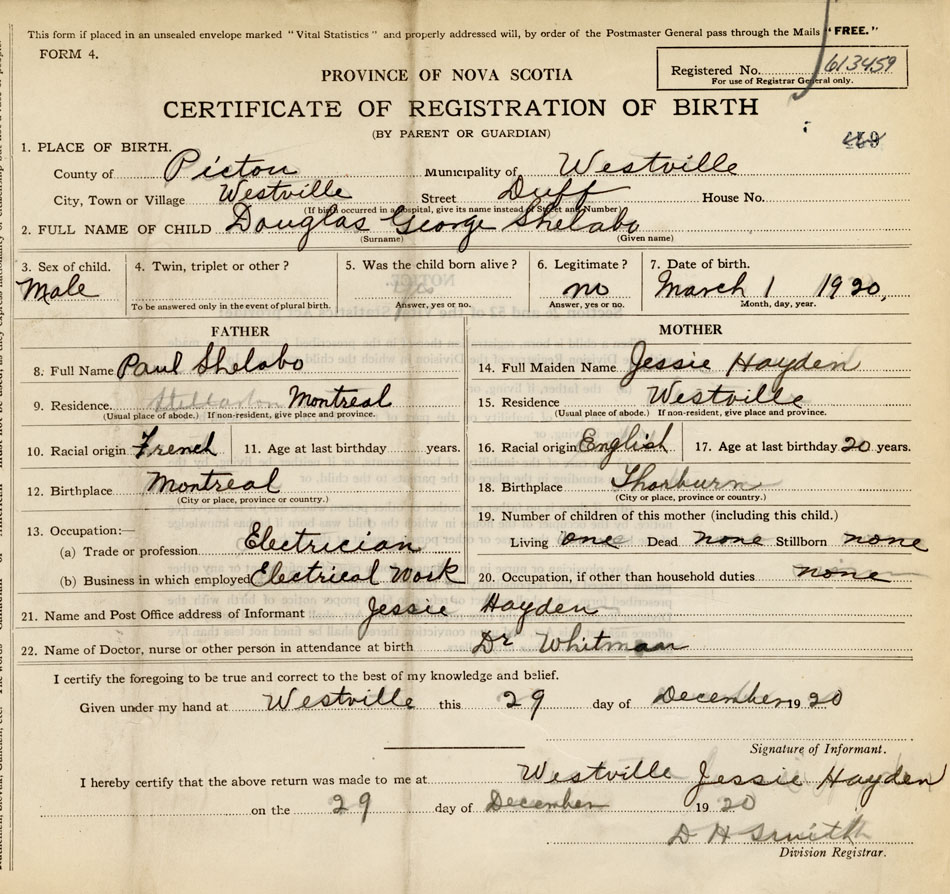 This form if placed in an unsealed envelope marked "Vital Statistics" and properly addressed will, by order of the Postmaster General pass through the Mails "FREE."
FORM 4.
Registered No. 613459
For use of Registrar General only.
PROVINCE OF NOVA SCOTIA
CERTIFICATE OF REGISTRATION OF BIRTH
(BY PARENT OR GUARDIAN)
1. PLACE OF BIRTH.
County of Picton Municipality of Westville
City, Town or Village Westville Street Duff House No.
(If birth occurred in a hospital, give its name instead of Street and Number)
2. FULL NAME OF CHILD Douglas George Shelabo
(Surname) (Given name)
3. Sex of child. 4. Twin, triplet or other? 5. Was the child born alive? 6. Legitimate? 7. Date of birth.
Male no March 1 1920,
To be answered only in the event of plural birth. Answer, yes or no. Answer, yes or no. Month, day, year.
FATHER MOTHER
8. Full Name Paul Shelabo 14. Full Maiden Name Jessie Hayden
9. Residence. Stellarton Montreal 15. Residence Westville
(Usual place of abode.) If non-resident, give place and province. (Usual place of abode.) If non-resident, give place and province.
10. Racial origin French 11. Age at last birthday years. 16. Racial origin English 17. Age at last birthday 20 years.
12. Birthplace Montreal 18. Birthplace Thorburn
(City or place, province or country.) (City or place, province or country.)
13. Occupation:— 19. Number of children of this mother (including this child.)
(a) Trade or profession Electrician Living one Dead none Stillborn none
(b) Business in which employed Electrical Work 20. Occupation, if other than household duties none
21. Name and Post Office address of Informant Jessie Hayden
22. Name of Doctor, nurse or other person in attendance at birth Dr Whitman
I certify the foregoing to be true and correct to the best of my knowledge and belief.
Given under my hand at Westville this 29 day of December 1920
Signature of Informant.
I hereby certify that the above return was made to me at Westville Jessie Hayden
on the 29 day of December 1920
D H Smith
Division Registrar.